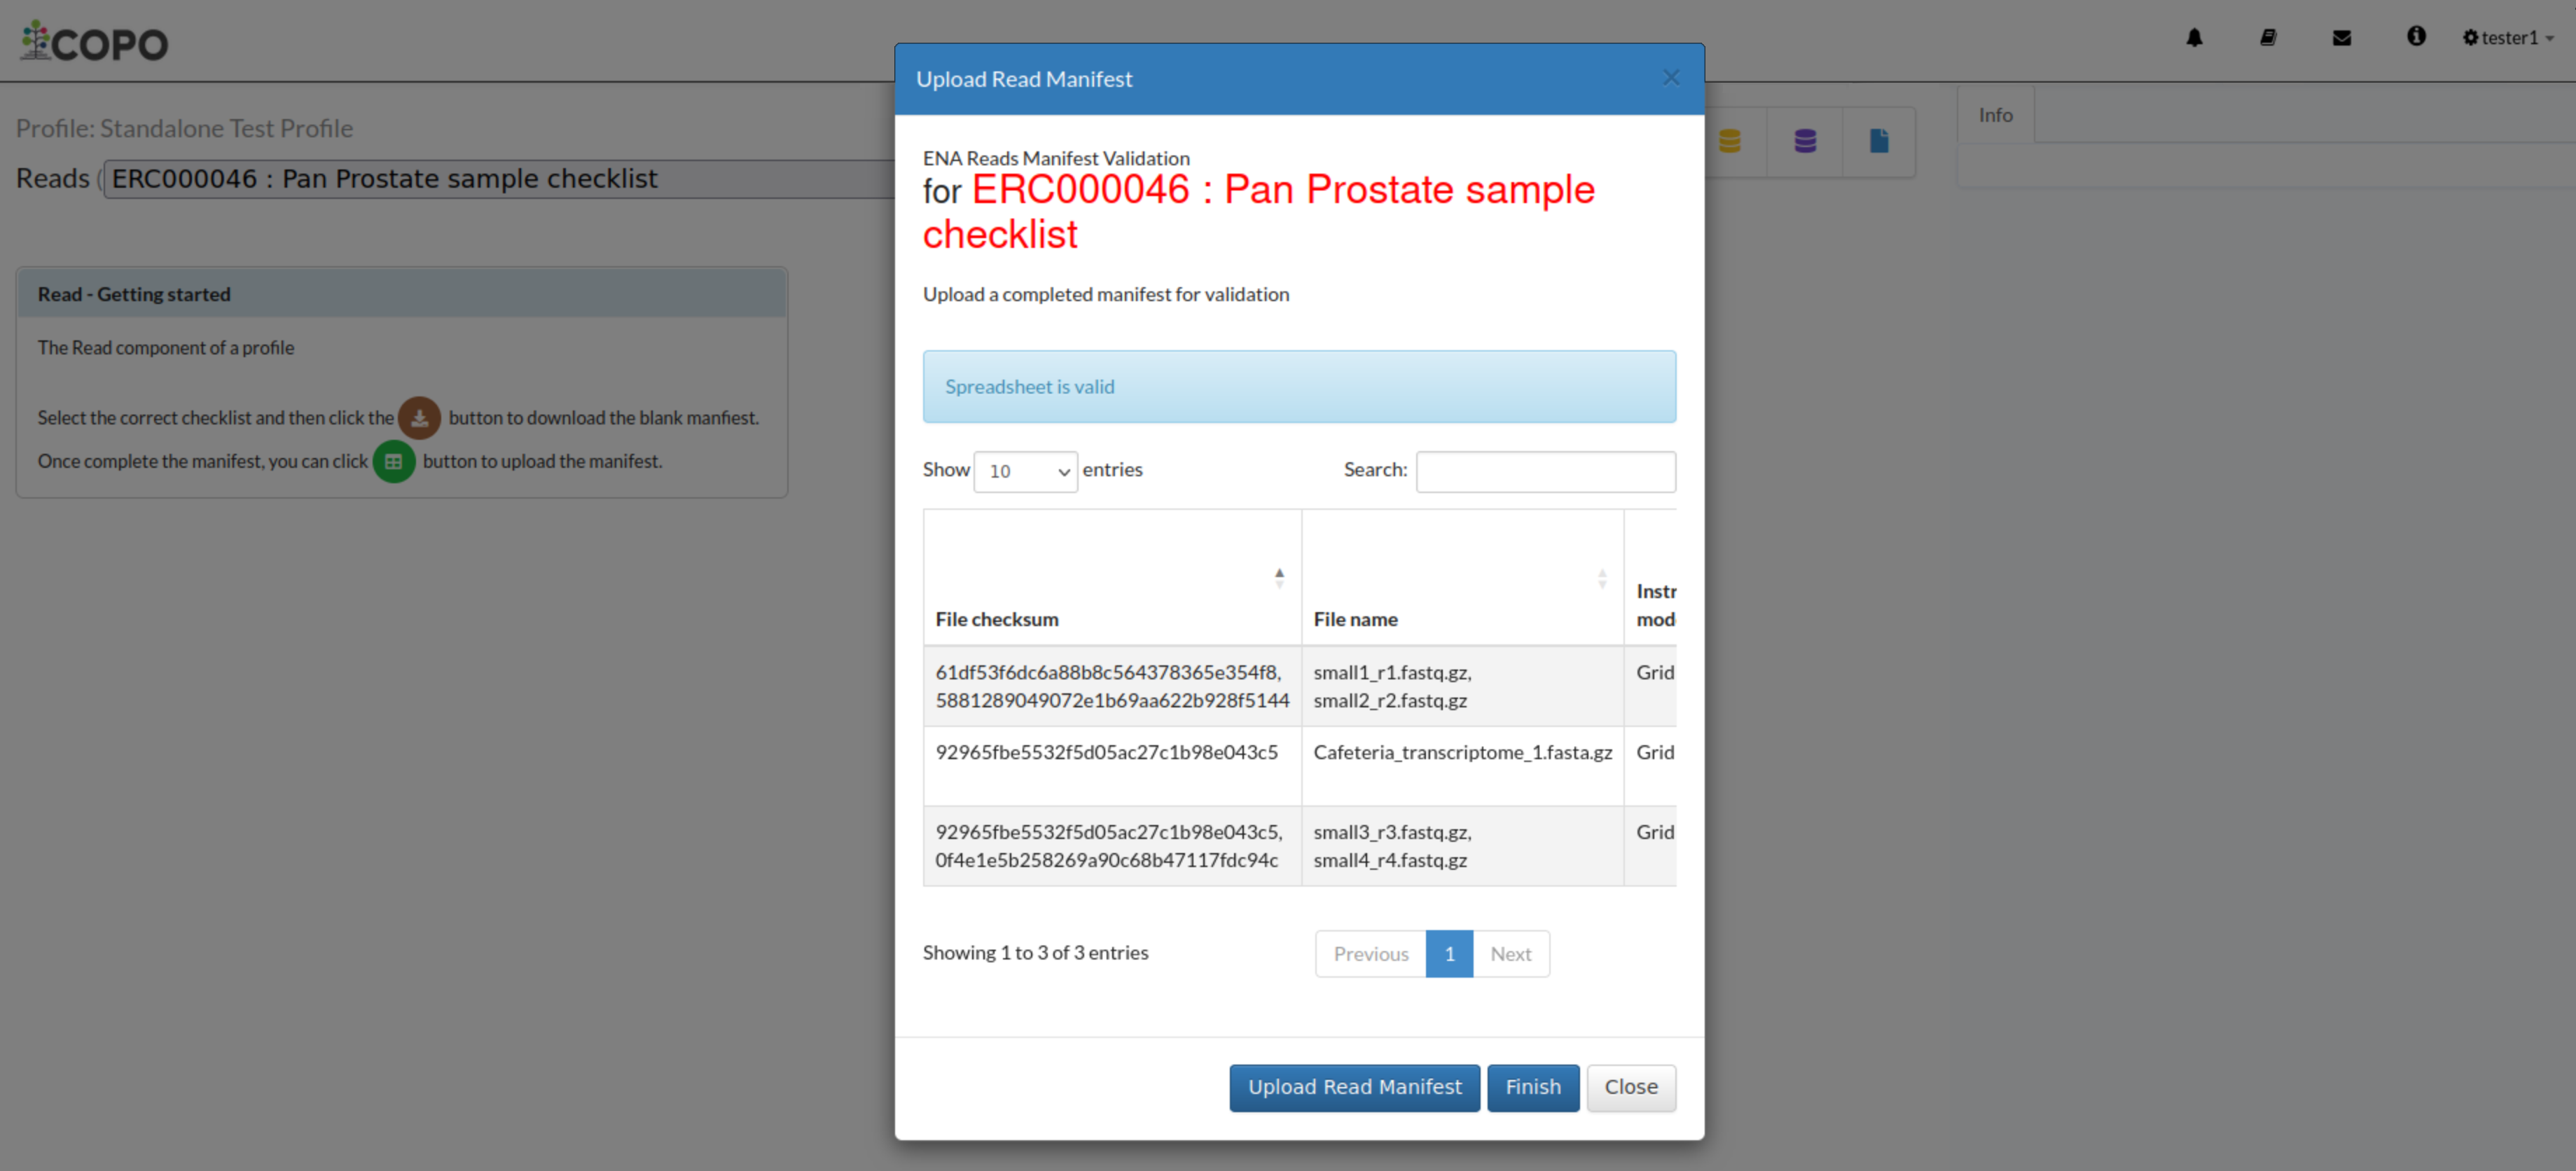 COPO
tester1
Profile: Standalone Test Profile
Reads (ERC000046 : Pan Prostate sample checklist
Read - Getting started
The Read component of a profile
Select the correct checklist and then click the button to download the blank manfiest.
Once complete the manifest, you can click button to upload the manifest.
Info
Upload Read Manifest
×
ENA Reads Manifest Validation
for ERC000046 : Pan Prostate sample
checklist
Upload a completed manifest for validation
Spreadsheet is valid
Show 10 entries
Search:
File checksum
File name
Instr
mod
61df53f6dc6a88b8c564378365e354f8,
5881289049072e1b69aa622b928f5144
small1_r1.fastq.gz,
small2_r2.fastq.gz
Grid
92965fbe5532f5d05ac27c1b98e043c5
Cafeteria_transcriptome_1.fasta.gz
Grid
92965fbe5532f5d05ac27c1b98e043c5,
0f4e1e5b258269a90c68b47117fdc94c
small3_r3.fastq.gz,
small4_r4.fastq.gz
Grid
Showing 1 to 3 of 3 entries
Previous 1 Next
Upload Read Manifest
Finish
Close